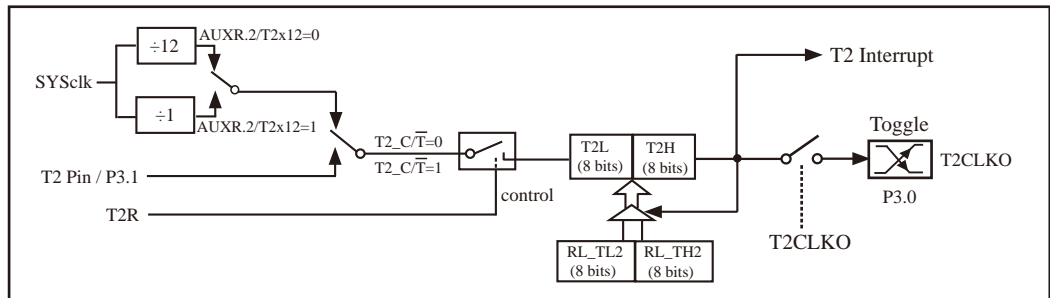 ÷12
AUXR.2/T2x12=0
SYSclk
÷1
AUXR.2/T2x12=1
T2 Pin / P3.1
T2R
T2_C/T̅=0
T2_C/T̅=1
control
T2L
(8 bits)
T2H
(8 bits)
RL_TL2
(8 bits)
RL_TH2
(8 bits)
T2 Interrupt
Toggle
T2CLKO
P3.0
T2CLKO